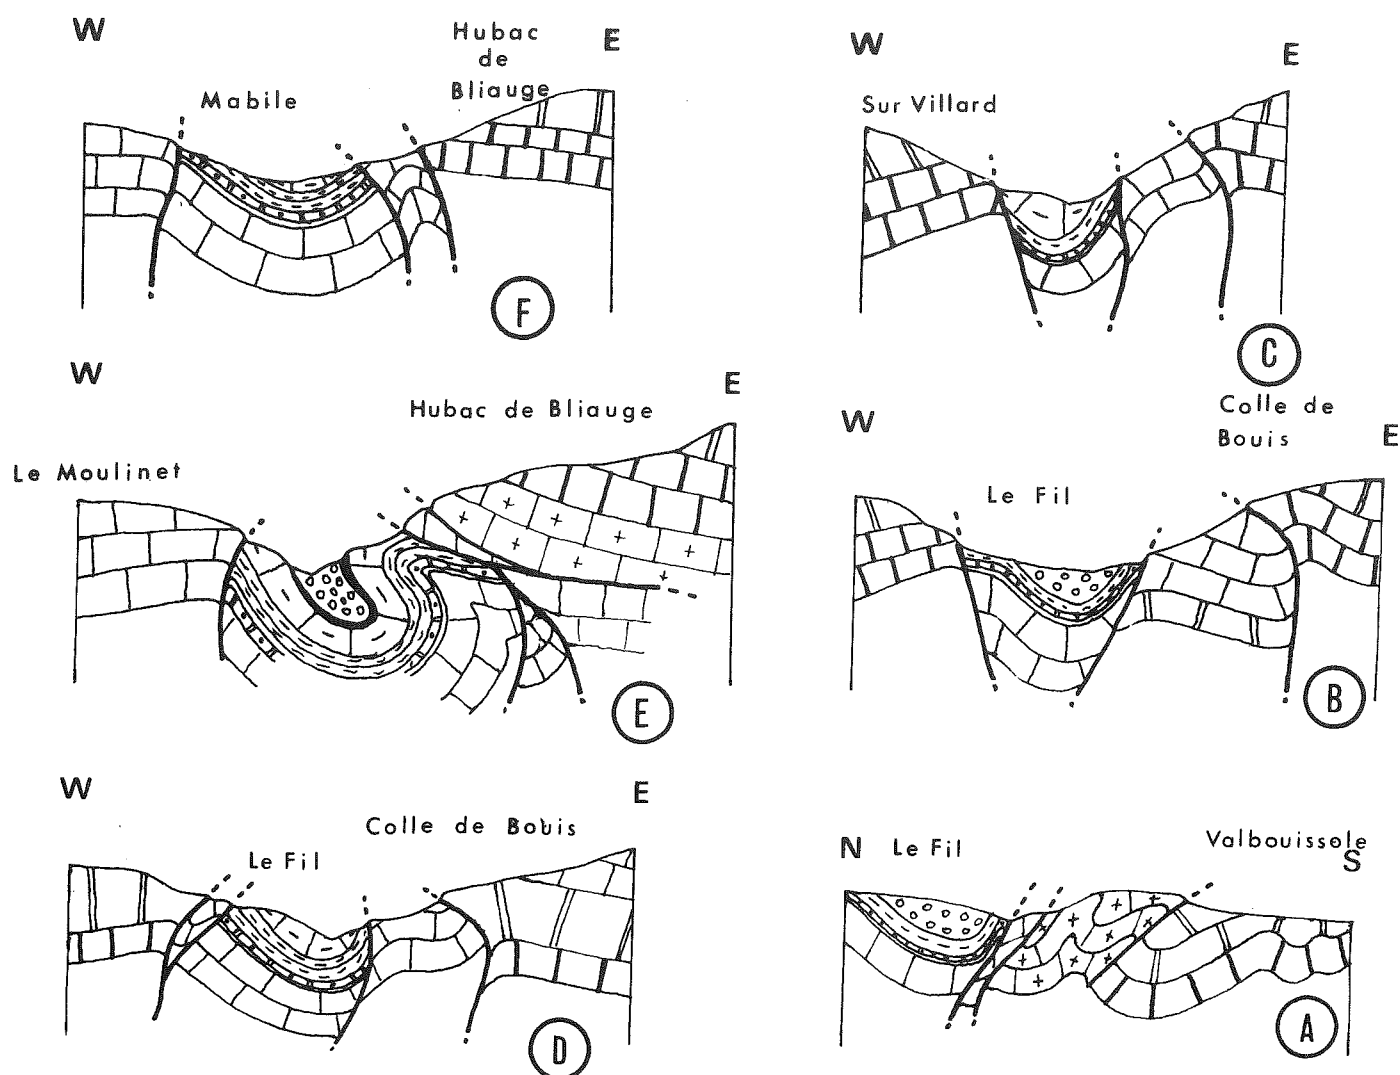 W
Hubac
de
Bliauge
E
Mabile
F
W
E
Sur Villard
C
W
E
Hubac de Bliauge
Le Moulinet
E
W
Colle de
Bouis
E
Le Fil
B
W
E
Colle de Bouis
Le Fil
D
N
Le Fil
Valbouissole
S
A